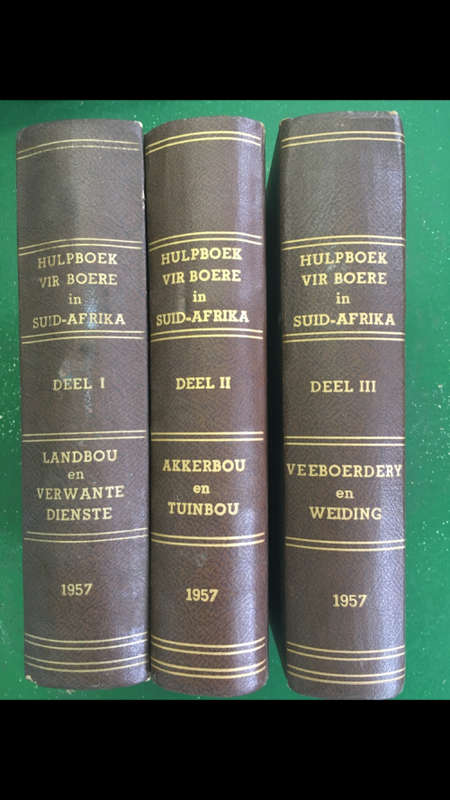 HULPBOEK
VIR BOERE
in
SUID-AFRIKA
DEEL I
LANDBOU
en
VERWANTE
DIENSTE
1957
HULPBOEK
VIR BOERE
in
SUID-AFRIKA
DEEL II
AKKERBOU
en
TUINBOU
1957
HULPBOEK
VIR BOERE
in
SUID-AFRIKA
DEEL III
VEEBOERDERY
en
WEIDING
1957